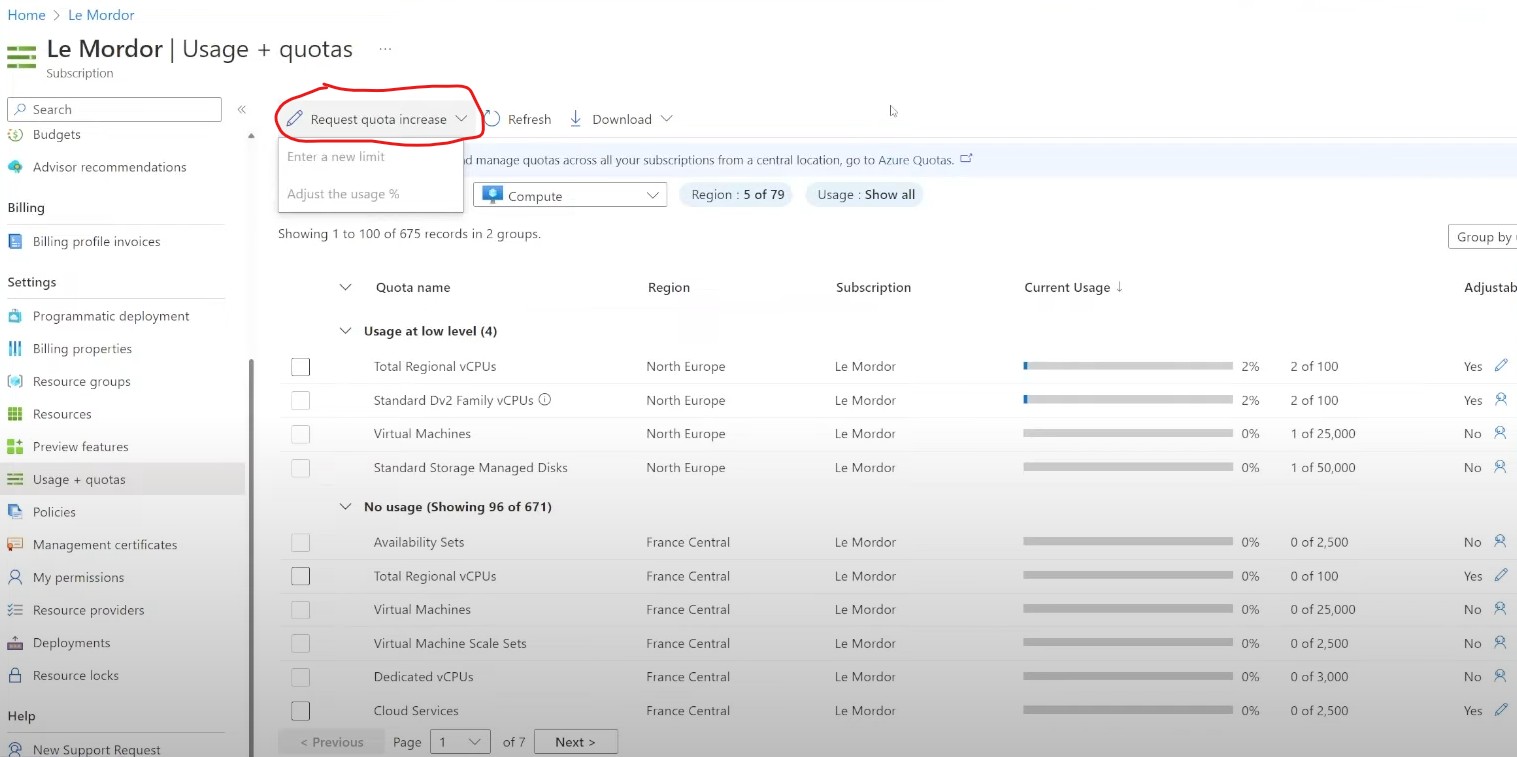 Home > Le Mordor
Le Mordor | Usage + quotas ...
Subscription
Search «
Budgets
Advisor recommendations
Billing
Billing profile invoices
Settings
Programmatic deployment
Billing properties
Resource groups
Resources
Preview features
Usage + quotas
Policies
Management certificates
My permissions
Resource providers
Deployments
Resource locks
Help
New Support Request
Request quota increase Refresh Download
Enter a new limit
Adjust the usage %
manage quotas across all your subscriptions from a central location, go to Azure Quotas.
Compute Region : 5 of 79 Usage : Show all
Showing 1 to 100 of 675 records in 2 groups.
Group by
Quota name Region Subscription Current Usage ↓ Adjustab
Usage at low level (4)
Total Regional vCPUs North Europe Le Mordor 2% 2 of 100 Yes
Standard Dv2 Family vCPUs North Europe Le Mordor 2% 2 of 100 Yes
Virtual Machines North Europe Le Mordor 0% 1 of 25,000 No
Standard Storage Managed Disks North Europe Le Mordor 0% 1 of 50,000 No
No usage (Showing 96 of 671)
Availability Sets France Central Le Mordor 0% 0 of 2,500 No
Total Regional vCPUs France Central Le Mordor 0% 0 of 100 Yes
Virtual Machines France Central Le Mordor 0% 0 of 25,000 No
Virtual Machine Scale Sets France Central Le Mordor 0% 0 of 2,500 No
Dedicated vCPUs France Central Le Mordor 0% 0 of 3,000 No
Cloud Services France Central Le Mordor 0% 0 of 2,500 Yes
< Previous Page 1 of 7 Next >